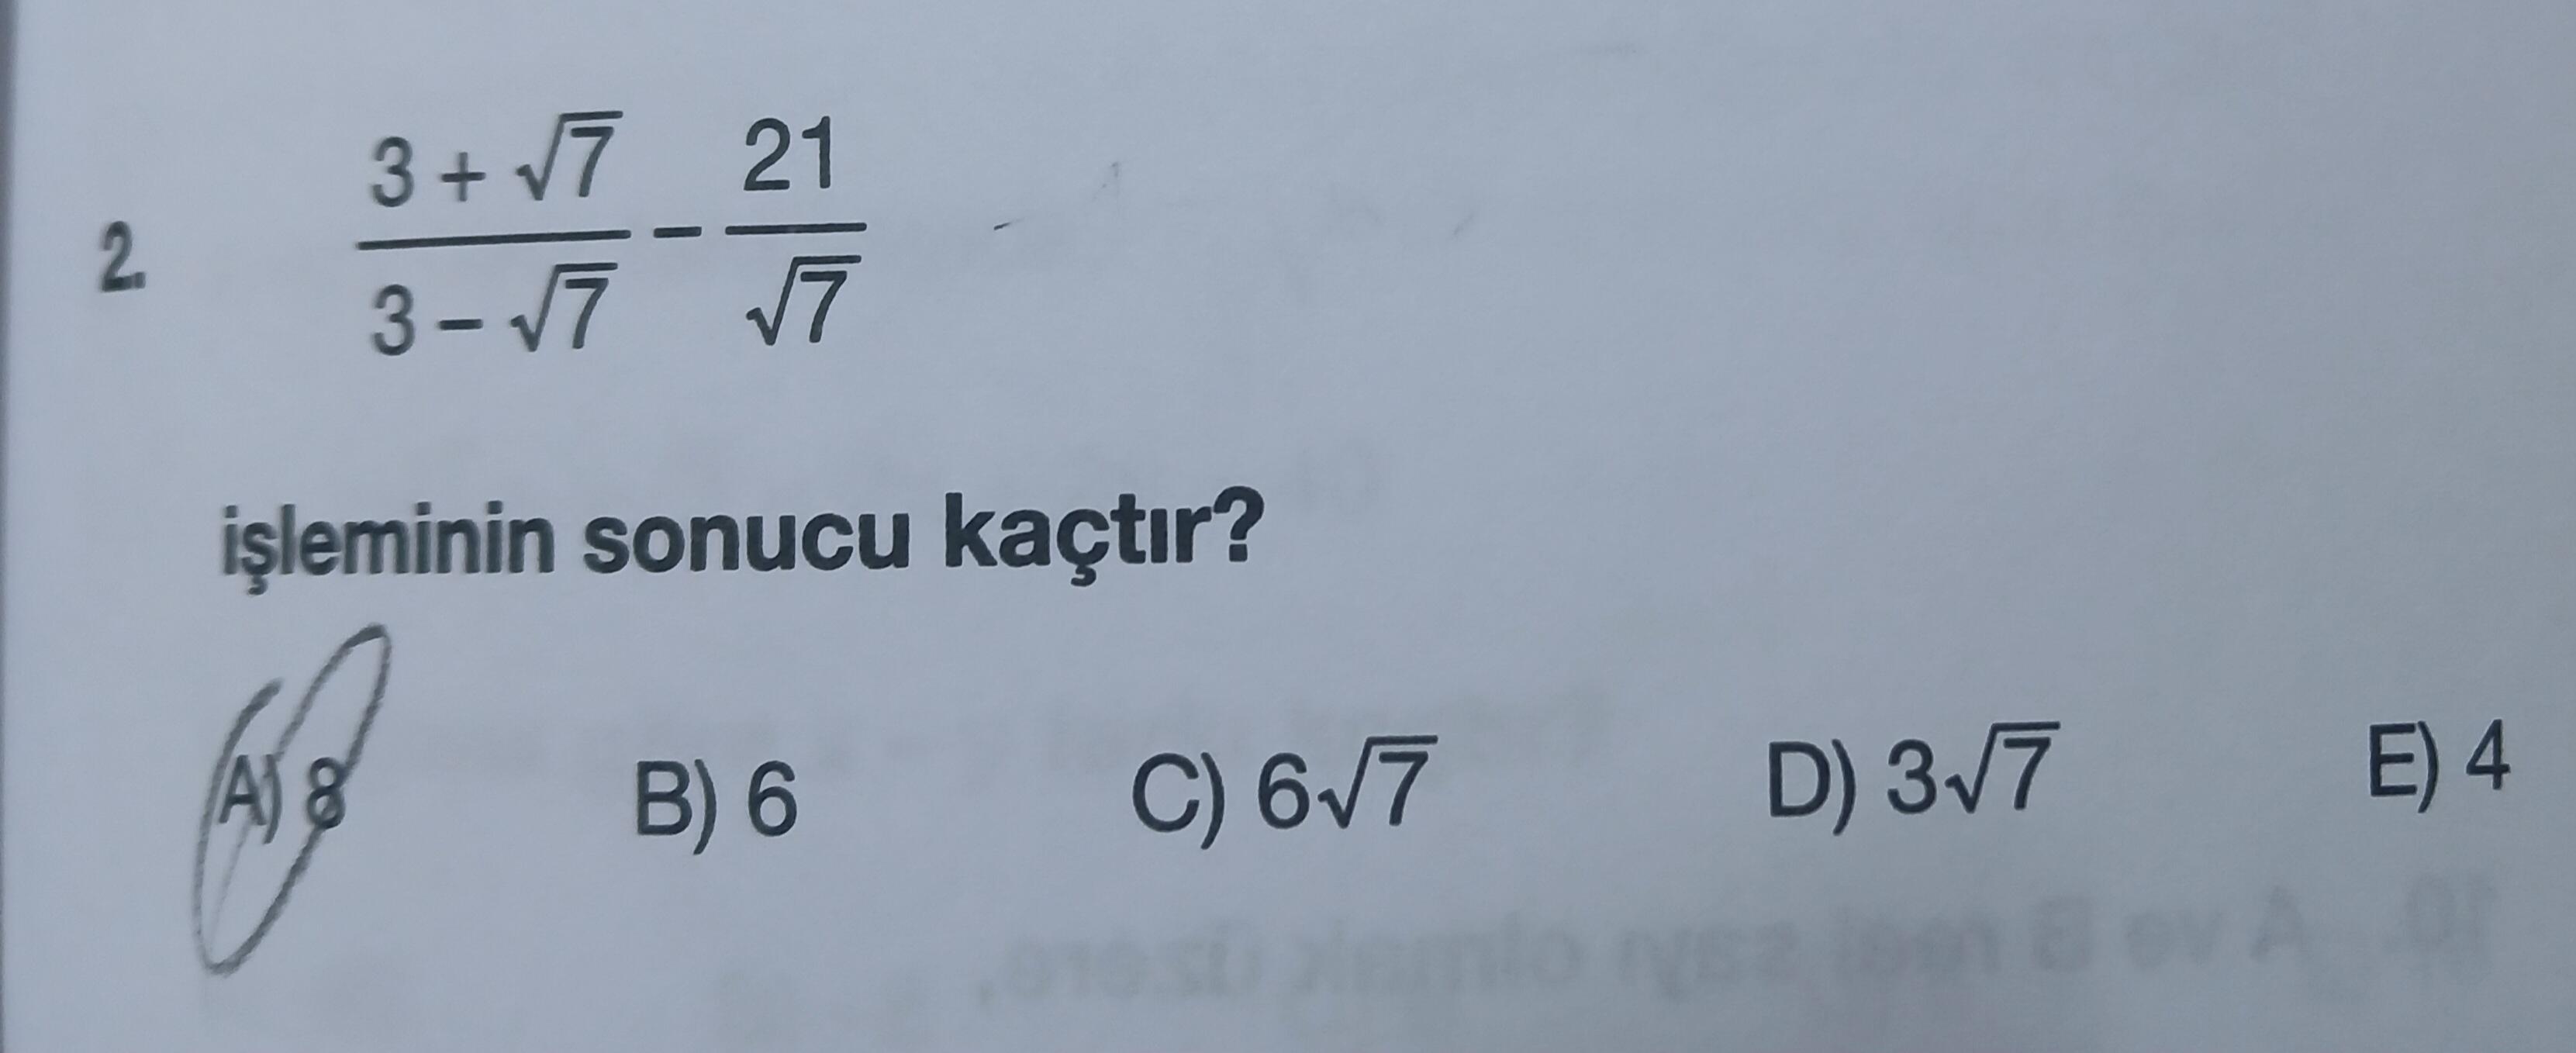 2. (3 + √7)/(3 – √7) – 21/√7
işleminin sonucu kaçtır?
A) 8 B) 6 C) 6√7 D) 3√7 E) 4